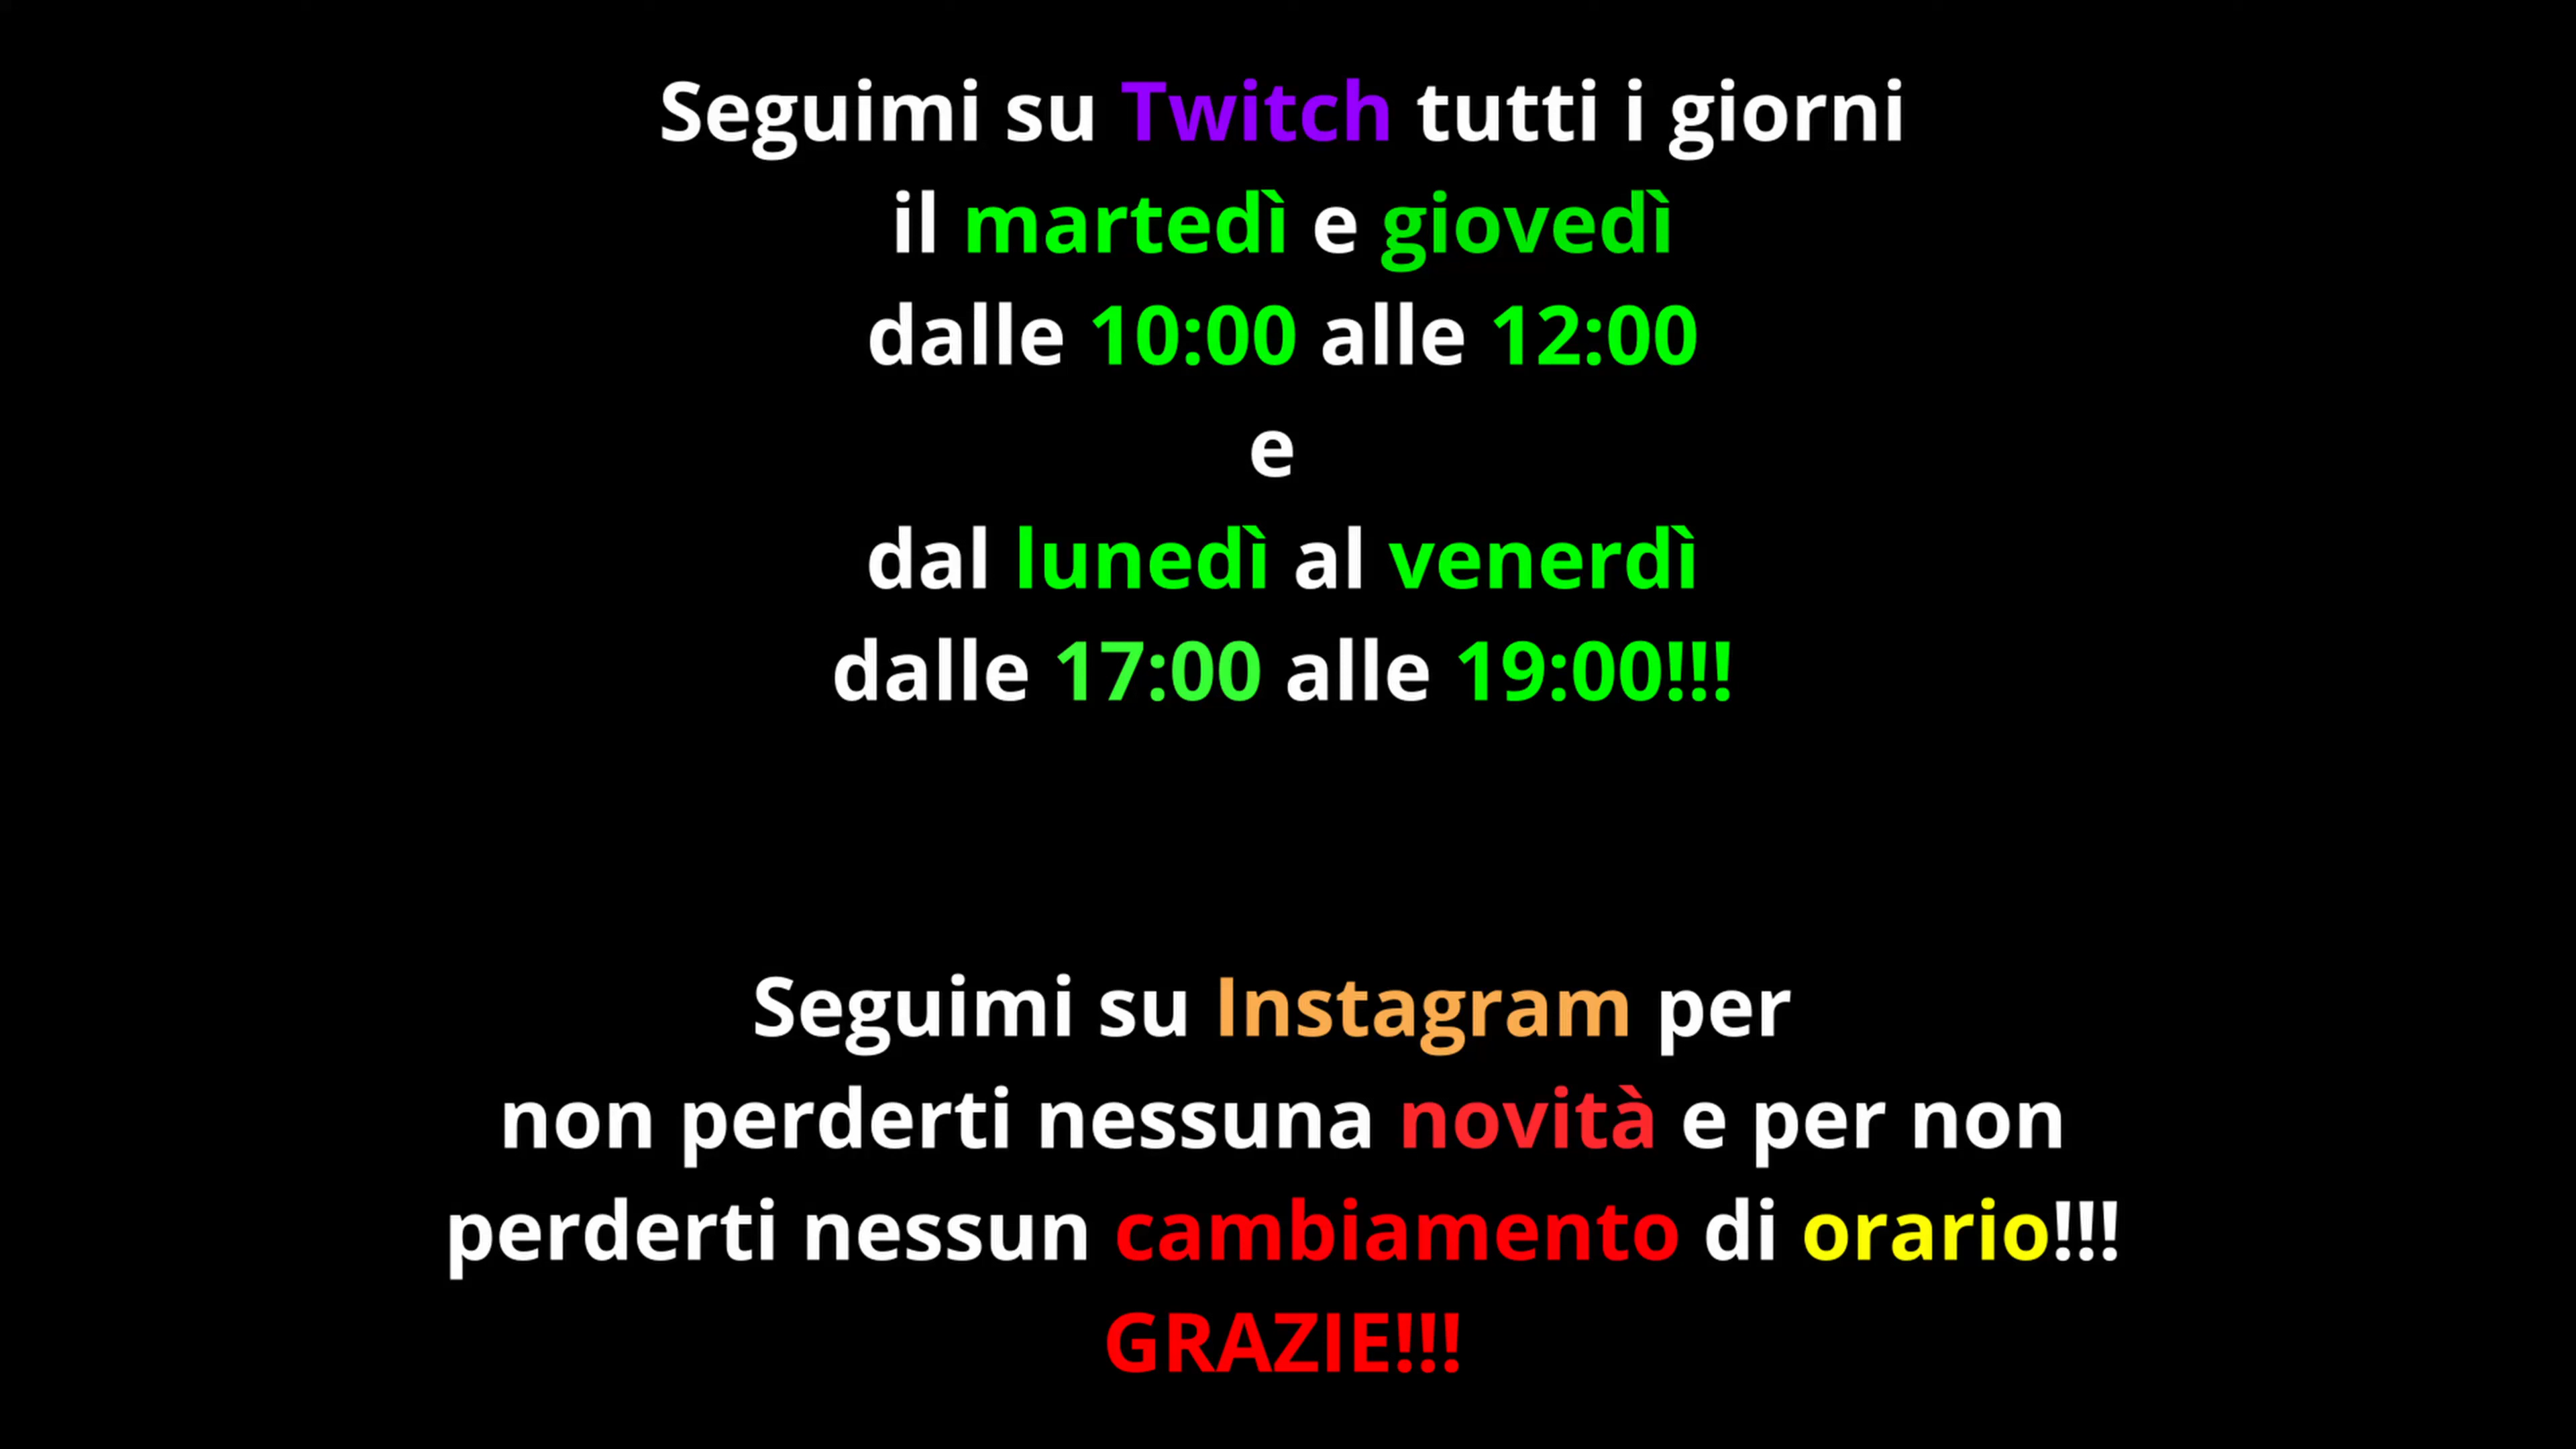 Seguimi su Twitch tutti i giorni
il martedì e giovedì
dalle 10:00 alle 12:00
e
dal lunedì al venerdì
dalle 17:00 alle 19:00!!!
Seguimi su Instagram per
non perderti nessuna novità e per non
perderti nessun cambiamento di orario!!!
GRAZIE!!!